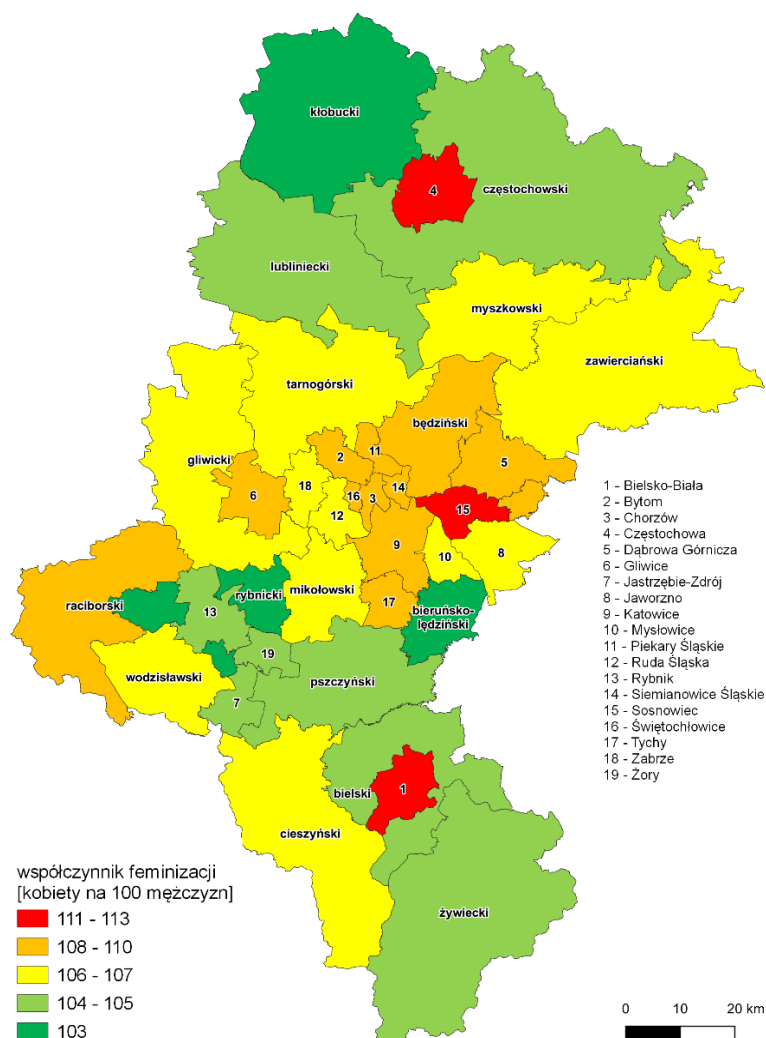 kłobucki
4
częstochowski
lubliniecki
myszkowski
zawierciański
tarnogórski
będziński
gliwicki
2
11
5
18
6
16
3
14
12
15
9
10
8
rybnicki
mikołowski
17
raciborski
13
bieruńsko-
lędziński
19
wodzisławski
pszczyński
7
bielski
1
cieszyński
żywiecki
1 - Bielsko-Biała
2 - Bytom
3 - Chorzów
4 - Częstochowa
5 - Dąbrowa Górnicza
6 - Gliwice
7 - Jastrzębie-Zdrój
8 - Jaworzno
9 - Katowice
10 - Mysłowice
11 - Piekary Śląskie
12 - Ruda Śląska
13 - Rybnik
14 - Siemianowice Śląskie
15 - Sosnowiec
16 - Świętochłowice
17 - Tychy
18 - Zabrze
19 - Żory
współczynnik feminizacji
[kobiety na 100 mężczyzn]
111 - 113
108 - 110
106 - 107
104 - 105
103
0 10 20 km